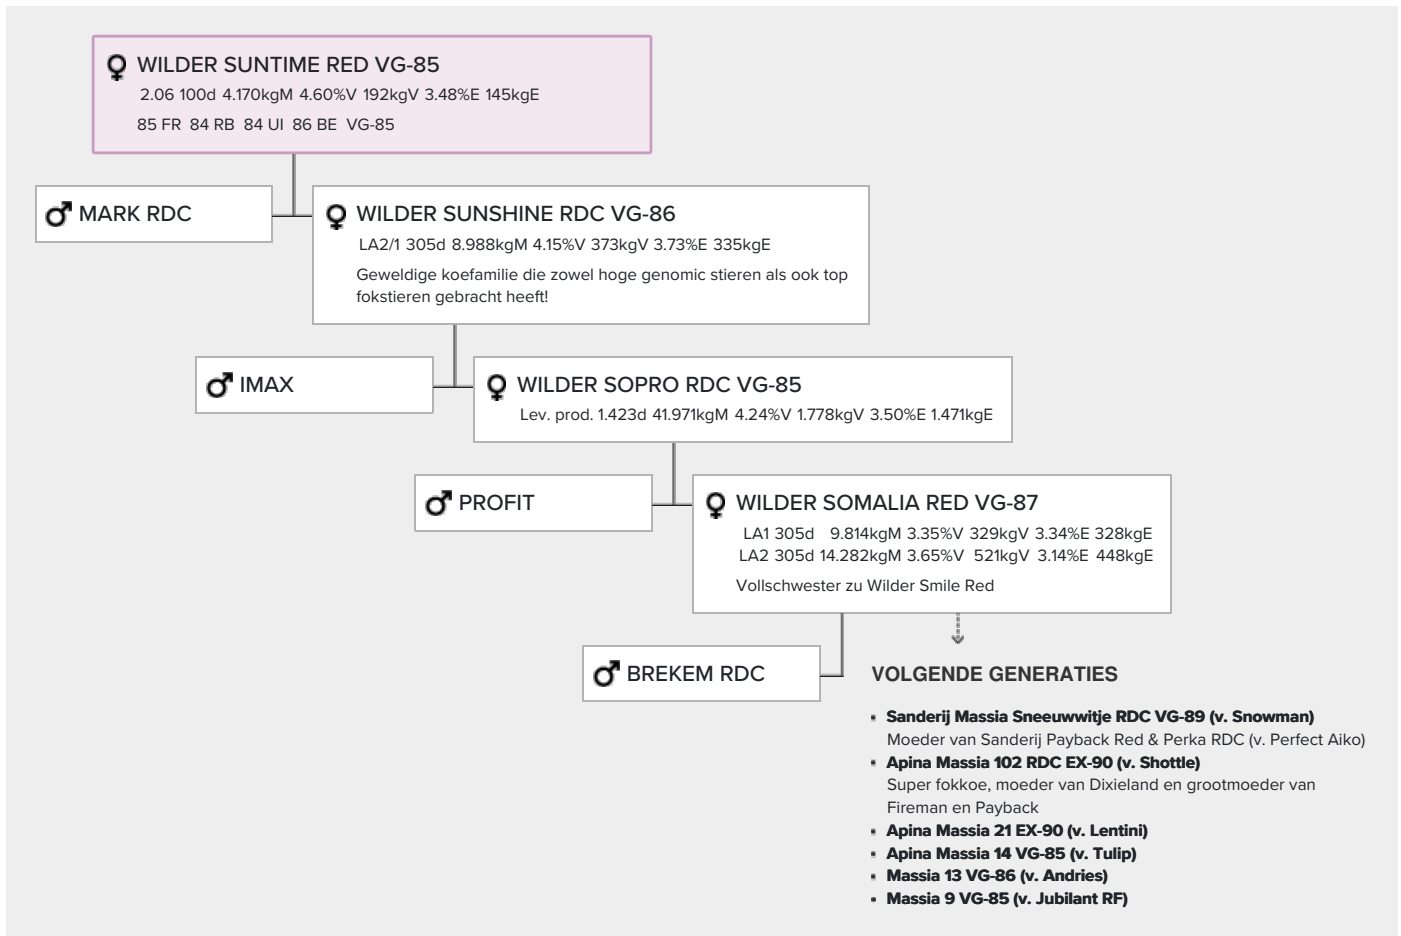 WILDER SUNTIME RED VG-85
2.06 100d 4.170kgM 4.60%V 192kgV 3.48%E 145kgE
85 FR 84 RB 84 UI 86 BE VG-85
MARK RDC
WILDER SUNSHINE RDC VG-86
LA2/1 305d 8.988kgM 4.15%V 373kgV 3.73%E 335kgE
Geweldige koefamilie die zowel hoge genomic stieren als ook top
fokstieren gebracht heeft!
IMAX
WILDER SOPRO RDC VG-85
Lev. prod. 1.423d 41.971kgM 4.24%V 1.778kgV 3.50%E 1.471kgE
PROFIT
WILDER SOMALIA RED VG-87
LA1 305d 9.814kgM 3.35%V 329kgV 3.34%E 328kgE
LA2 305d 14.282kgM 3.65%V 521kgV 3.14%E 448kgE
Vollschwester zu Wilder Smile Red
BREKEM RDC
VOLGENDE GENERATIES
Sanderij Massia Sneeuwwitje RDC VG-89 (v. Snowman)
Moeder van Sanderij Payback Red & Perka RDC (v. Perfect Aiko)
Apina Massia 102 RDC EX-90 (v. Shottle)
Super fokkoe, moeder van Dixieland en grootmoeder van
Fireman en Payback
Apina Massia 21 EX-90 (v. Lentini)
Apina Massia 14 VG-85 (v. Tulip)
Massia 13 VG-86 (v. Andries)
Massia 9 VG-85 (v. Jubilant RF)